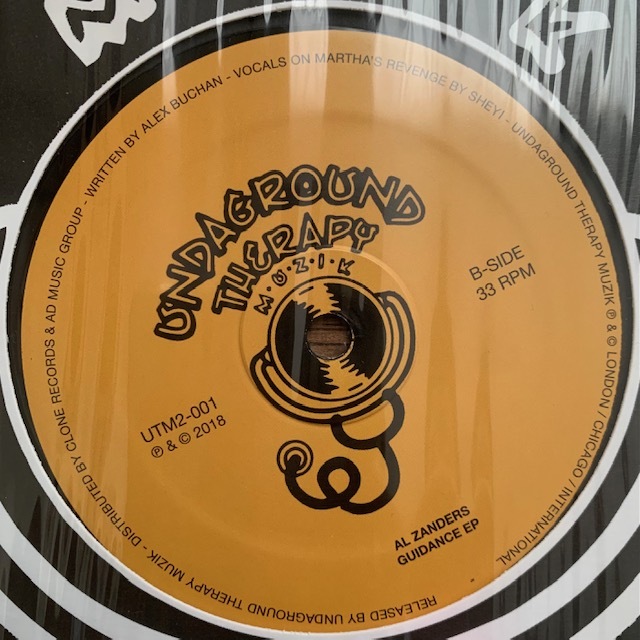 UNDAGROUND
THERAPY
M·U·Z·I·K
B-SIDE
33 RPM
UTM2-001
℗ & © 2018
AL ZANDERS
GUIDANCE EP
RELEASED BY UNDAGROUND THERAPY MUZIK - DISTRIBUTED BY CLONE RECORDS & AD MUSIC GROUP - WRITTEN BY ALEX BUCHAN - VOCALS ON MARTHA'S REVENGE BY SHEYI - UNDAGROUND THERAPY MUZIK ℗ & © LONDON / CHICAGO / INTERNATIONAL